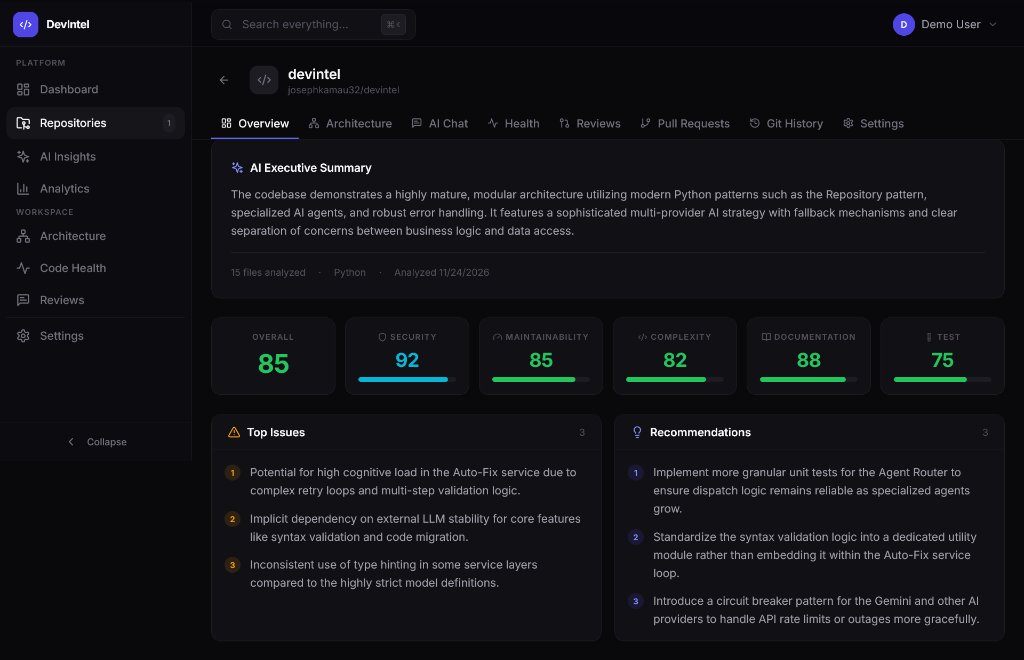 DevIntel
Search everything...
⌘K
D
Demo User
PLATFORM
Dashboard
Repositories
1
AI Insights
Analytics
WORKSPACE
Architecture
Code Health
Reviews
Settings
Collapse
devintel
josephkamau32/devintel
Overview
Architecture
AI Chat
Health
Reviews
Pull Requests
Git History
Settings
AI Executive Summary
The codebase demonstrates a highly mature, modular architecture utilizing modern Python patterns such as the Repository pattern,
specialized AI agents, and robust error handling. It features a sophisticated multi-provider AI strategy with fallback mechanisms and clear
separation of concerns between business logic and data access.
15 files analyzed · Python · Analyzed 11/24/2026
OVERALL
85
SECURITY
92
MAINTAINABILITY
85
COMPLEXITY
82
DOCUMENTATION
88
TEST
75
Top Issues
3
1 Potential for high cognitive load in the Auto-Fix service due to
complex retry loops and multi-step validation logic.
2 Implicit dependency on external LLM stability for core features
like syntax validation and code migration.
3 Inconsistent use of type hinting in some service layers
compared to the highly strict model definitions.
Recommendations
3
1 Implement more granular unit tests for the Agent Router to
ensure dispatch logic remains reliable as specialized agents
grow.
2 Standardize the syntax validation logic into a dedicated utility
module rather than embedding it within the Auto-Fix service
loop.
3 Introduce a circuit breaker pattern for the Gemini and other AI
providers to handle API rate limits or outages more gracefully.